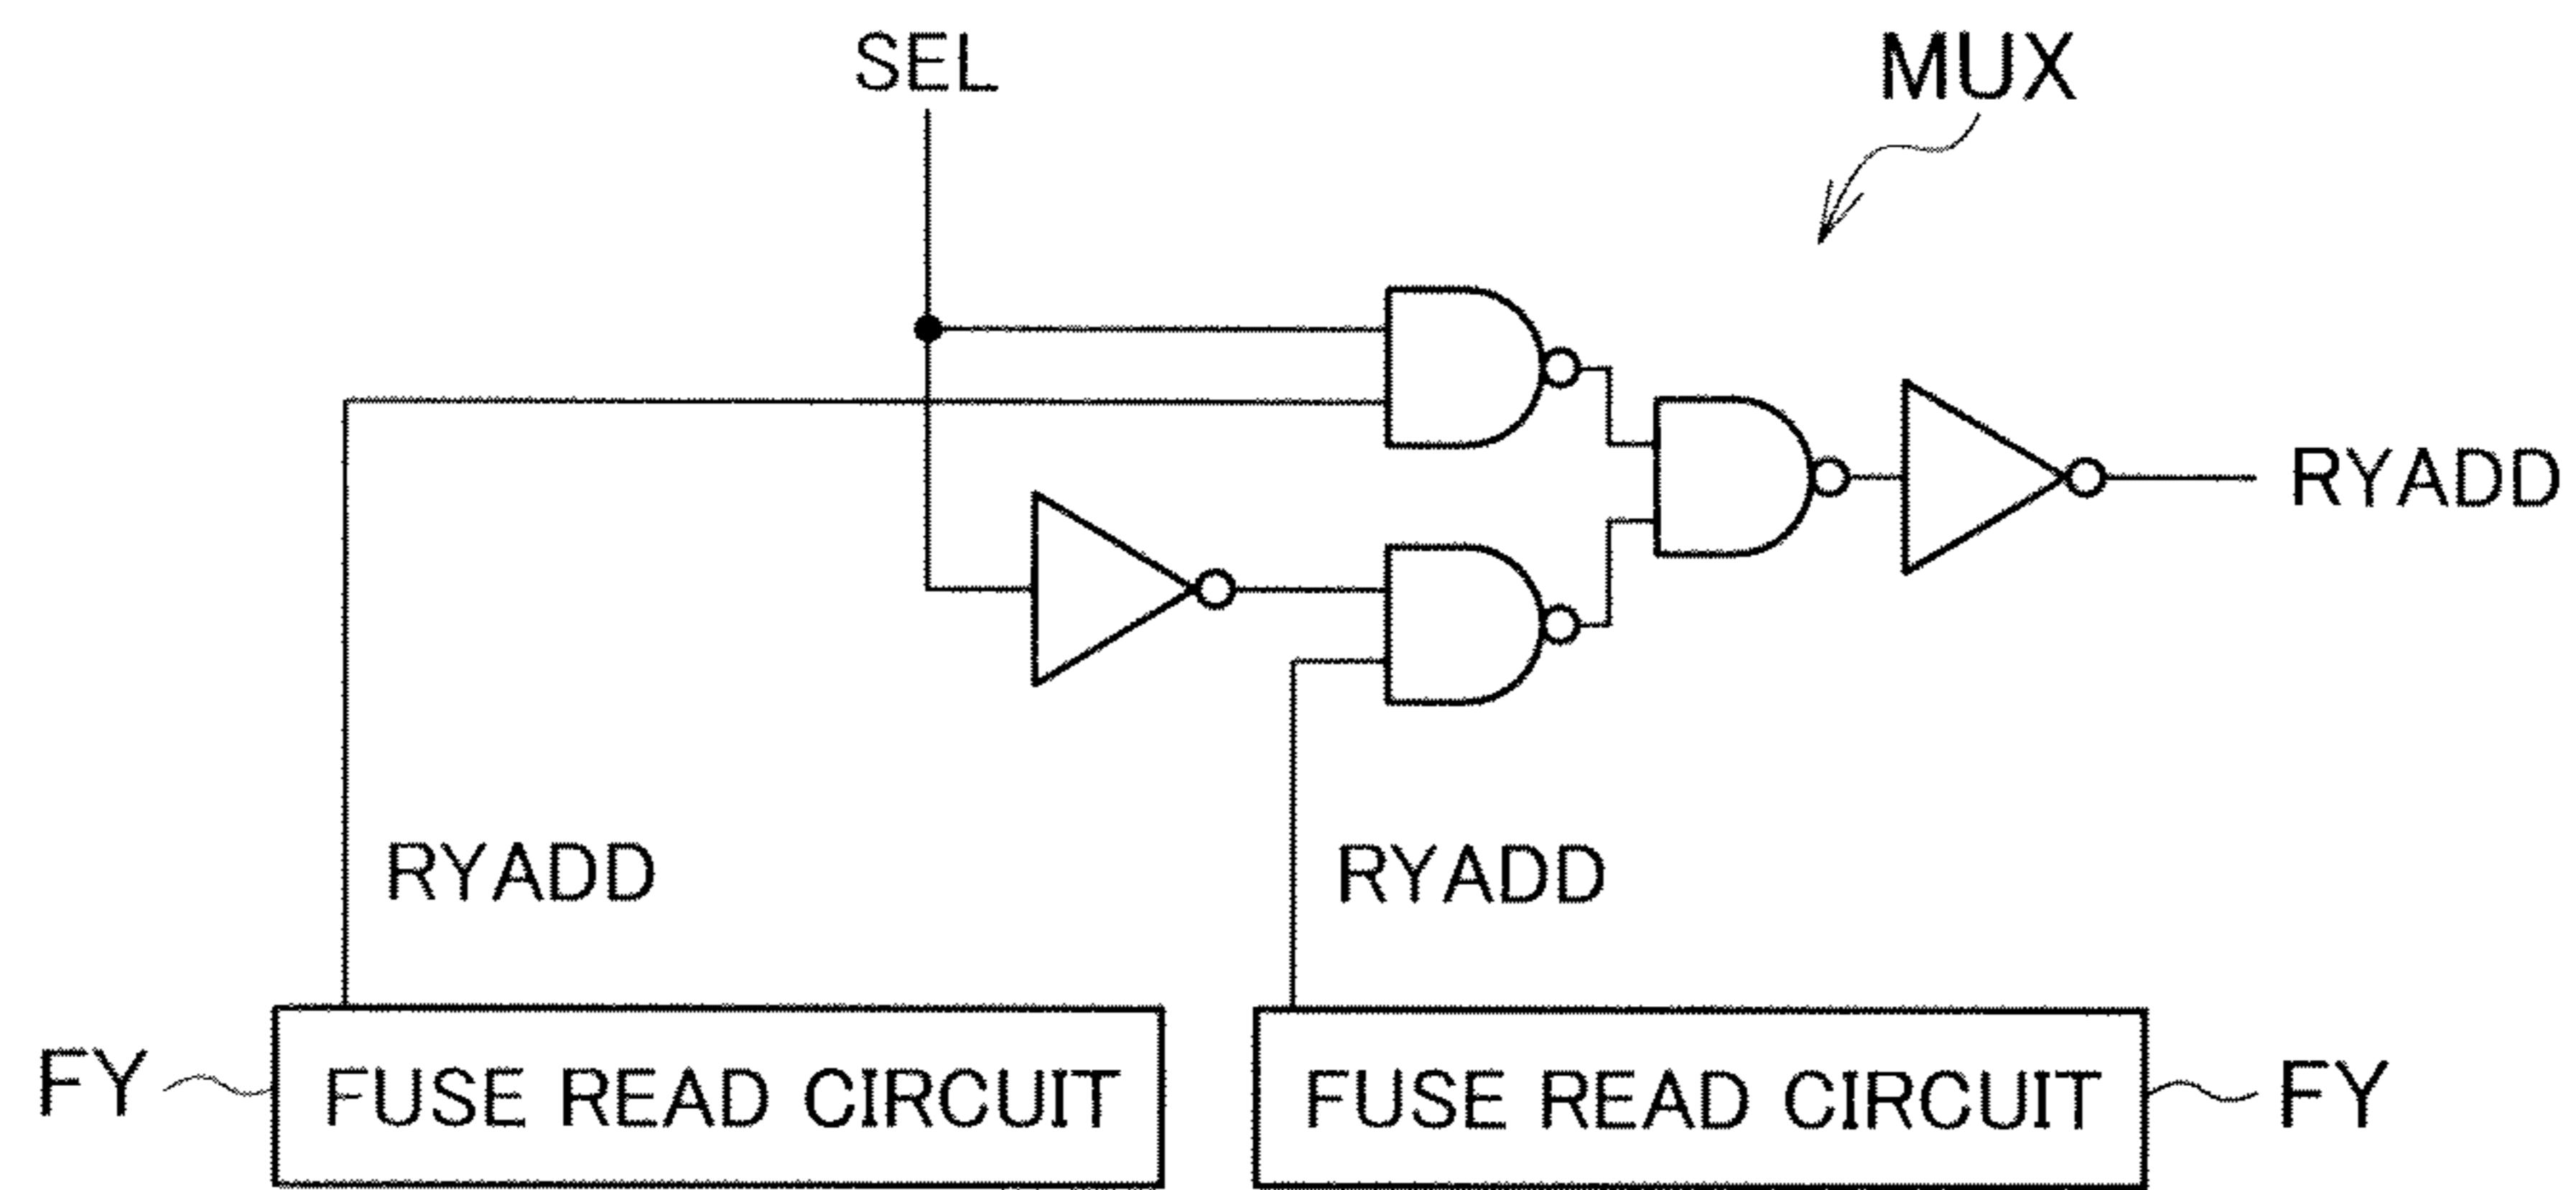 SEL
MUX
RYADD
RYADD
RYADD
FY
FUSE READ CIRCUIT
FUSE READ CIRCUIT
FY